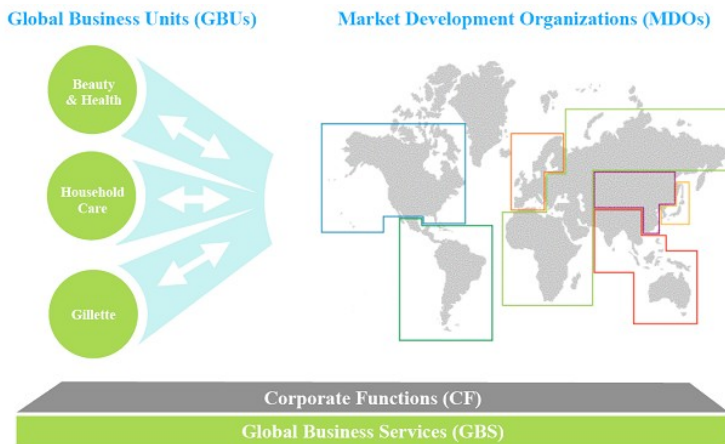 Global Business Units (GBUs)
Market Development Organizations (MDOs)
Beauty
& Health
Household
Care
Gillette
Corporate Functions (CF)
Global Business Services (GBS)